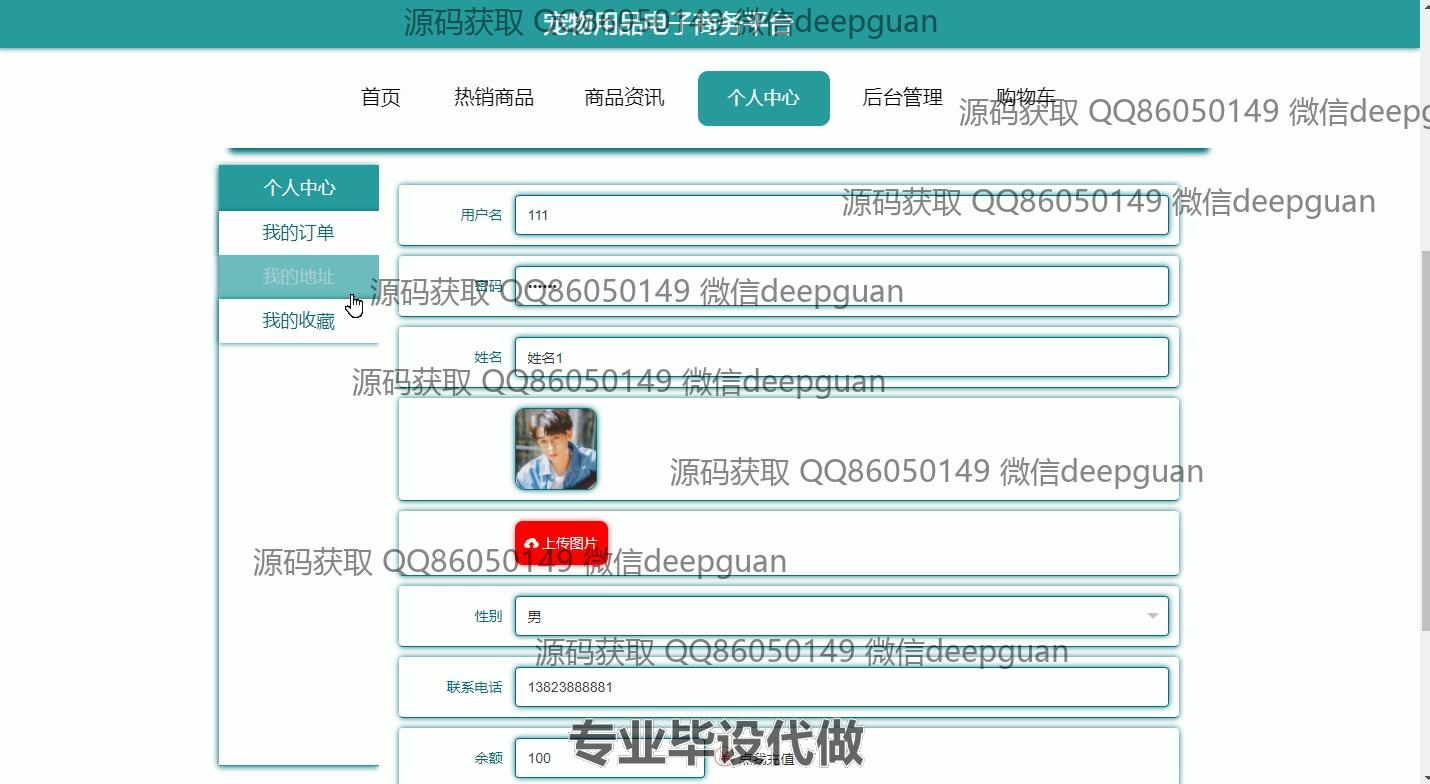 宠物用品电子商务平台
源码获取 QQ86050149 微信deepguan
首页 热销商品 商品资讯 个人中心 后台管理 购物车
源码获取 QQ86050149 微信deepg
个人中心
我的订单
我的地址
我的收藏
用户名 111
源码获取 QQ86050149 微信deepguan
密码 ······
源码获取 QQ86050149 微信deepguan
姓名 姓名1
源码获取 QQ86050149 微信deepguan
源码获取 QQ86050149 微信deepguan
上传图片
源码获取 QQ86050149 微信deepguan
性别 男
源码获取 QQ86050149 微信deepguan
联系电话 13823888881
余额 100 点我充值
专业毕设代做